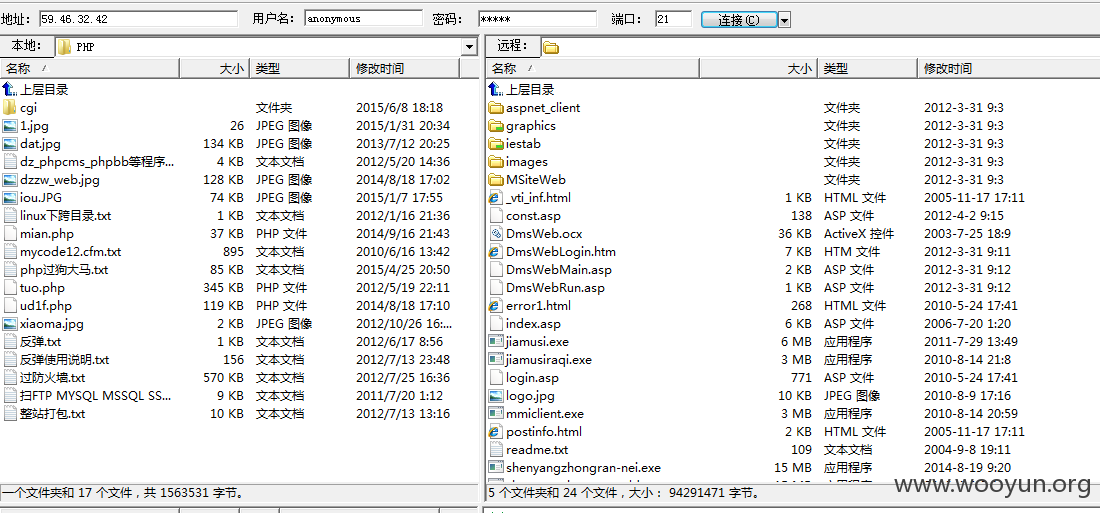 地址: 59.46.32.42 用户名: anonymous 密码: ***** 端口: 21 连接(C)
本地: PHP
名称 大小 类型 修改时间
上层目录
cgi 文件夹 2015/6/8 18:18
1.jpg 26 JPEG 图像 2015/1/31 20:34
dat.jpg 134 KB JPEG 图像 2013/7/12 20:25
dz_phpcms_phpbb等程序... 4 KB 文本文档 2012/5/20 14:36
dzzw_web.jpg 128 KB JPEG 图像 2014/8/18 17:02
iou.JPG 74 KB JPEG 图像 2015/1/7 17:55
linux下跨目录.txt 1 KB 文本文档 2012/1/16 21:36
mian.php 37 KB PHP 文件 2014/9/16 21:43
mycode12.cfm.txt 895 文本文档 2010/6/16 13:42
php过狗大马.txt 85 KB 文本文档 2015/4/25 20:50
tuo.php 345 KB PHP 文件 2012/5/19 22:11
ud1f.php 119 KB PHP 文件 2014/8/18 17:10
xiaoma.jpg 2 KB JPEG 图像 2012/10/26 16:...
反弹.txt 1 KB 文本文档 2012/6/17 8:56
反弹使用说明.txt 156 文本文档 2012/7/13 23:48
过防火墙.txt 570 KB 文本文档 2012/7/25 16:36
扫FTP MYSQL MSSQL SS... 9 KB 文本文档 2011/7/20 1:12
整站打包.txt 10 KB 文本文档 2012/7/13 13:16
一个文件夹和 17 个文件，共 1563531 字节。
远程:
名称 大小 类型 修改时间
上层目录
aspnet_client 文件夹 2012-3-31 9:3
graphics 文件夹 2012-3-31 9:3
iestab 文件夹 2012-3-31 9:3
images 文件夹 2012-3-31 9:3
MSiteWeb 文件夹 2012-3-31 9:3
_vti_inf.html 1 KB HTML 文件 2005-11-17 17:11
const.asp 138 ASP 文件 2012-4-2 9:15
DmsWeb.ocx 36 KB ActiveX 控件 2003-7-25 18:9
DmsWebLogin.htm 7 KB HTM 文件 2012-3-31 9:11
DmsWebMain.asp 2 KB ASP 文件 2012-3-31 9:12
DmsWebRun.asp 1 KB ASP 文件 2012-3-31 9:12
error1.html 268 HTML 文件 2010-5-24 17:41
index.asp 6 KB ASP 文件 2006-7-20 1:20
jiamusi.exe 6 MB 应用程序 2011-7-29 13:49
jiamusiraqi.exe 3 MB 应用程序 2010-8-14 21:8
login.asp 771 ASP 文件 2010-5-24 17:41
logo.jpg 10 KB JPEG 图像 2010-8-9 17:16
mmiclient.exe 3 MB 应用程序 2010-8-14 20:59
postinfo.html 2 KB HTML 文件 2005-11-17 17:11
readme.txt 109 文本文档 2004-9-8 19:11
shenyangzhongran-nei.exe 15 MB 应用程序 2014-8-19 9:20
5 个文件夹和 24 个文件，大小： 94291471 字节。
www.wooyun.org